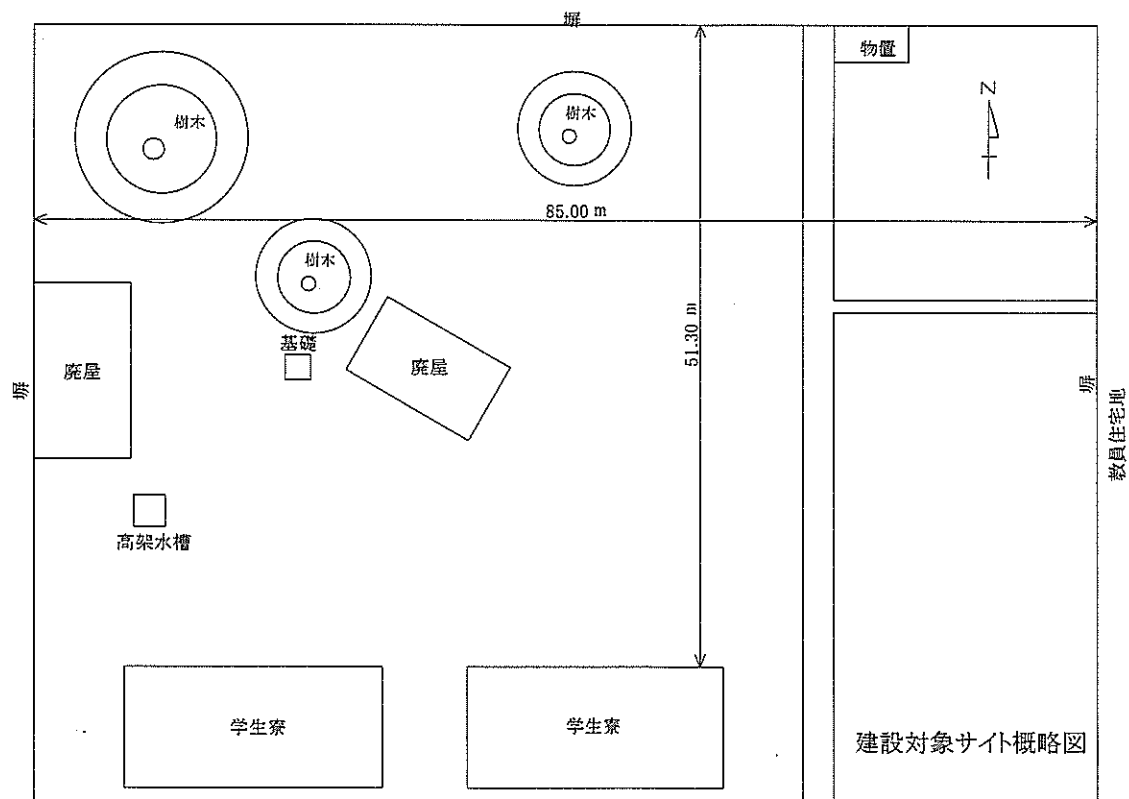 塀
物置
樹木
樹木
N
85.00 m
樹木
51.30 m
基礎
廃屋
廃屋
塀
塀
教員住宅地
高架水槽
学生寮
学生寮
建設対象サイト概略図